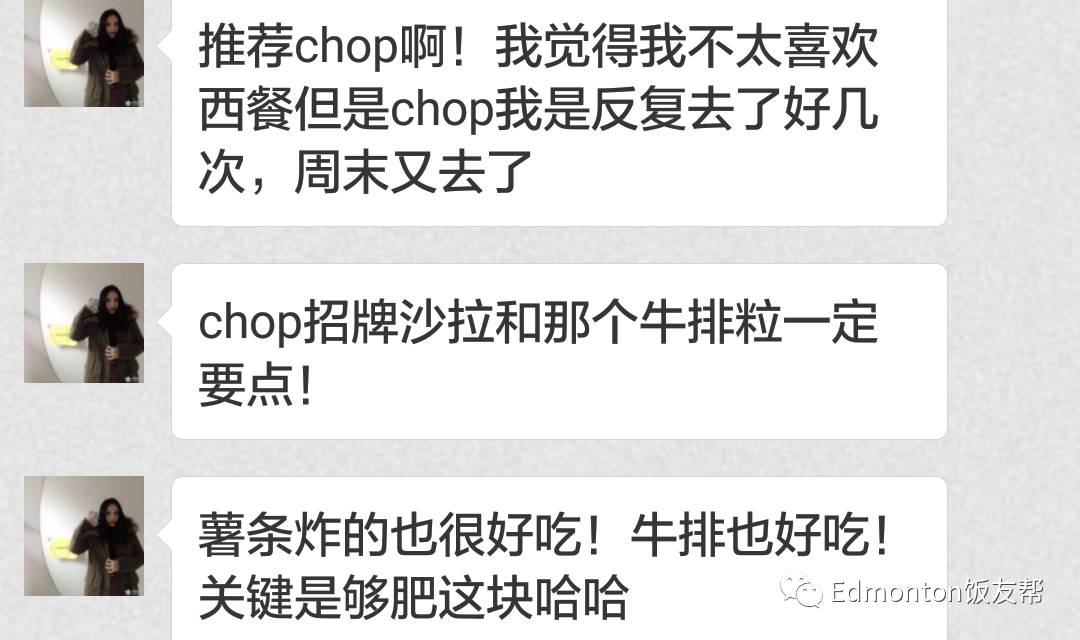 推荐chop啊！我觉得我不太喜欢
西餐但是chop我是反复去了好几
次，周末又去了
chop招牌沙拉和那个牛排粒一定
要点！
薯条炸的也很好吃！牛排也好吃！
关键是够肥这块哈哈
Edmonton饭友帮